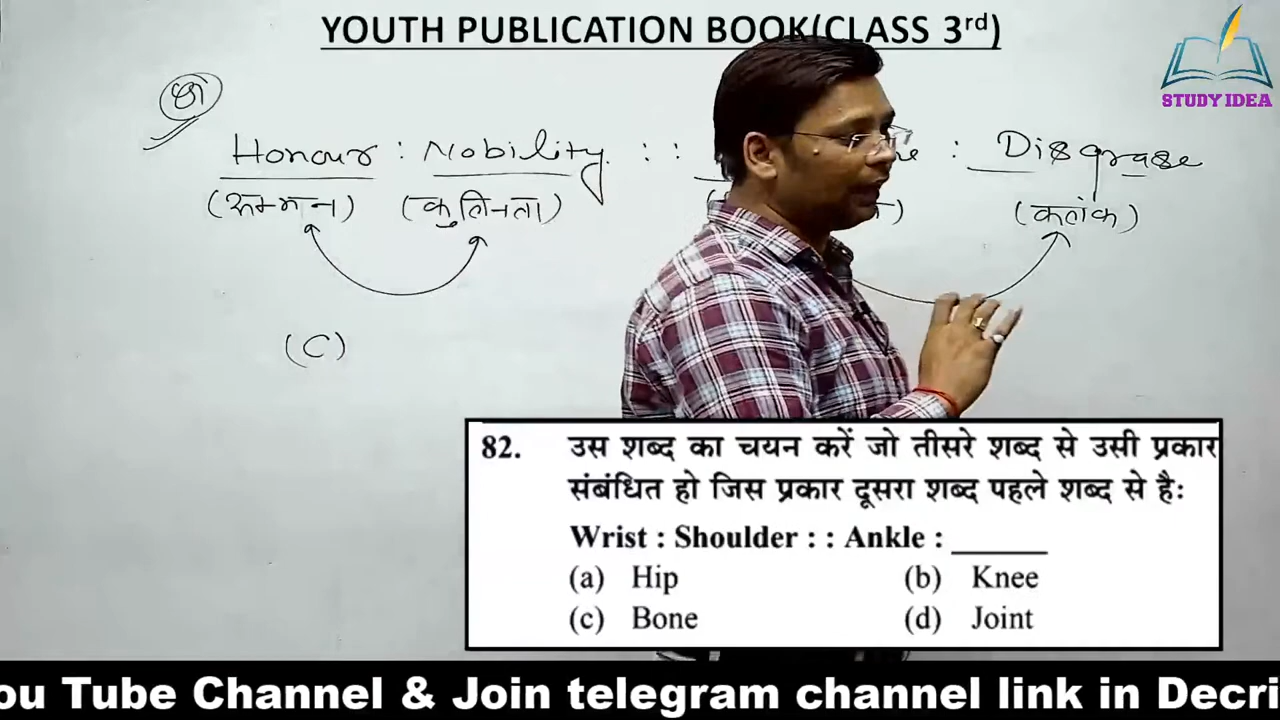 YOUTH PUBLICATION BOOK(CLASS 3rd)
STUDY IDEA
Honour : Nobility : : : Disgrase
(सम्मान) (कुलिनता) (कलंक)
(C)
82. उस शब्द का चयन करें जो तीसरे शब्द से उसी प्रकार
संबंधित हो जिस प्रकार दूसरा शब्द पहले शब्द से है:
Wrist : Shoulder : : Ankle : ______
(a) Hip (b) Knee
(c) Bone (d) Joint
ou Tube Channel & Join telegram channel link in Decri